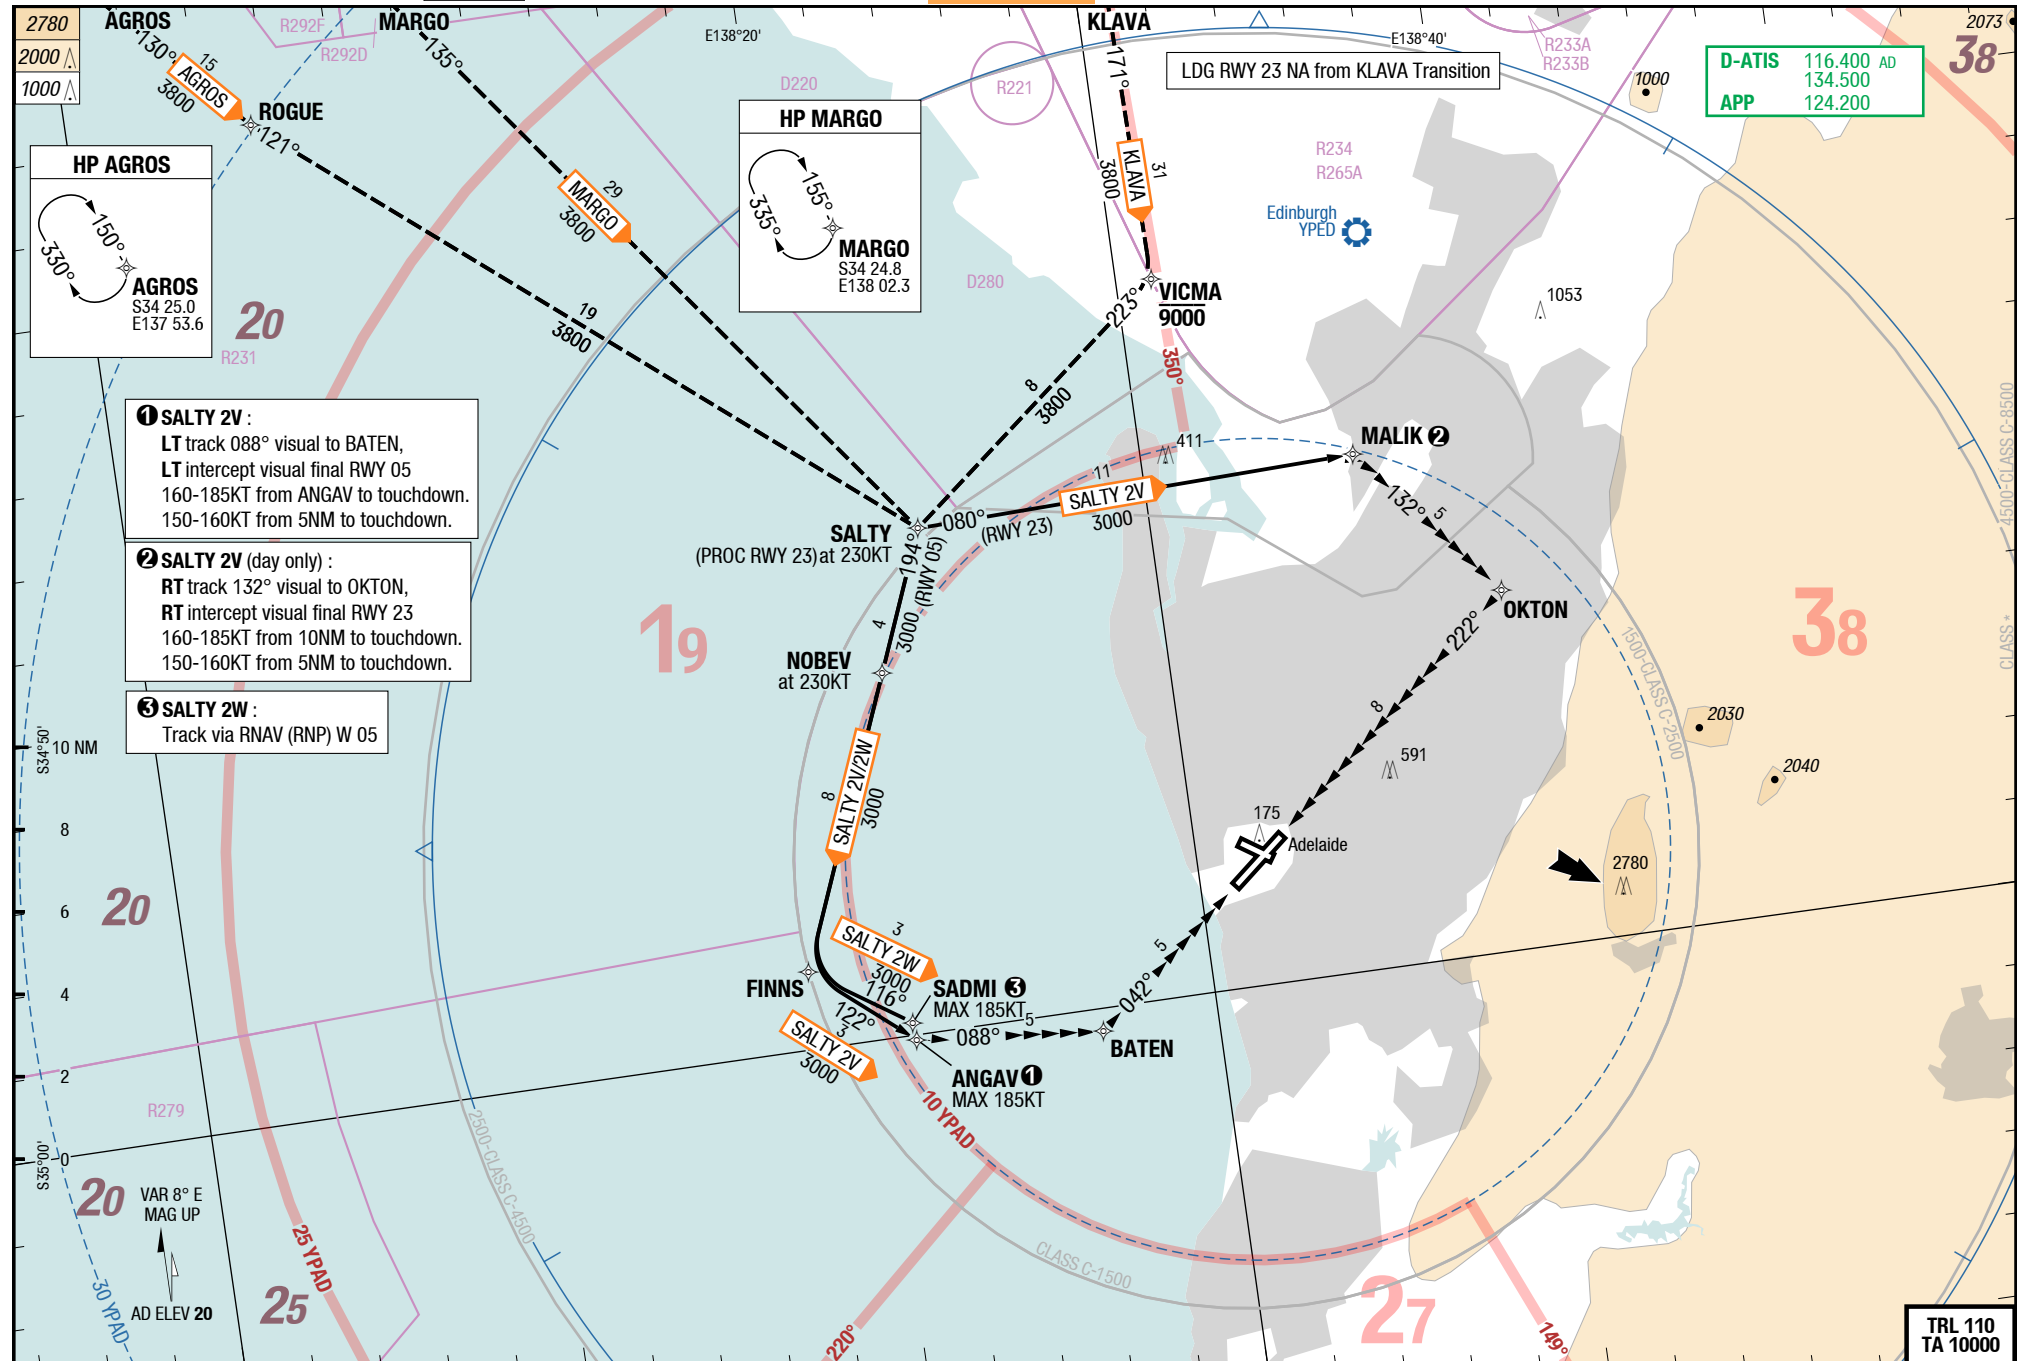 2780
2000
1000
AGROS
130°
15
AGROS
3800
ROGUE
121°
19
3800
R292F
R292D
MARGO
135°
29
MARGO
3800
E138°20'
D220
HP MARGO
155°
335°
MARGO
S34 24.8
E138 02.3
R221
KLAVA
171°
31
KLAVA
3800
LDG RWY 23 NA from KLAVA Transition
E138°40'
R233A
R233B
1000
D-ATIS 116.400 AD
134.500
APP 124.200
2073
38
HP AGROS
150°
330°
AGROS
S34 25.0
E137 53.6
20
R231
R234
R265A
Edinburgh
YPED
D280
VICMA
9000
223°
8
3800
350°
1053
4500-CLASS C-8500
CLASS *
❶ SALTY 2V :
LT track 088° visual to BATEN,
LT intercept visual final RWY 05
160-185KT from ANGAV to touchdown.
150-160KT from 5NM to touchdown.
❷ SALTY 2V (day only) :
RT track 132° visual to OKTON,
RT intercept visual final RWY 23
160-185KT from 10NM to touchdown.
150-160KT from 5NM to touchdown.
❸ SALTY 2W :
Track via RNAV (RNP) W 05
411
MALIK ❷
11
SALTY 2V
3000
080°
(RWY 23)
SALTY
(PROC RWY 23) at 230KT
194°
3000 (RWY 05)
4
132°
5
OKTON
222°
8
19
38
NOBEV
at 230KT
1500-CLASS C-2500
2030
2040
591
175
Adelaide
2780
8
SALTY 2V/2W
3000
S34°50'
10 NM
8
6
4
2
0
S35°00'
20
3
SALTY 2W
3000
116°
FINNS
SADMI ❸
MAX 185KT
122°
3
SALTY 2V
3000
088°
5
BATEN
042°
5
ANGAV ❶
MAX 185KT
10 YPAD
R279
2500-CLASS C-4500
CLASS C-1500
20
VAR 8° E
MAG UP
AD ELEV 20
30 YPAD
25 YPAD
25
220°
27
149°
TRL 110
TA 10000